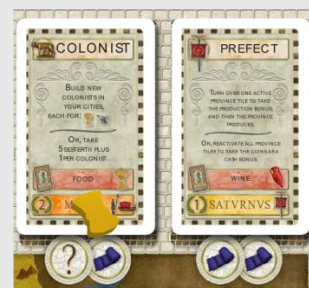 COLONIST
BUILD NEW
COLONISTS IN
YOUR CITIES,
EACH FOR:
OR, TAKE
5 SESTERTII PLUS
1 PER COLONIST.
FOOD
2 M
?
PREFECT
TURN OVER ONE ACTIVE
PROVINCE TILE TO TAKE
THE PRODUCTION BONUS,
AND THEN THE PROVINCE
PRODUCES.
OR, REACTIVATE ALL PROVINCE
TILES TO TAKE THE COINS AS A
CASH BONUS.
WINE
1 SATVRNVS